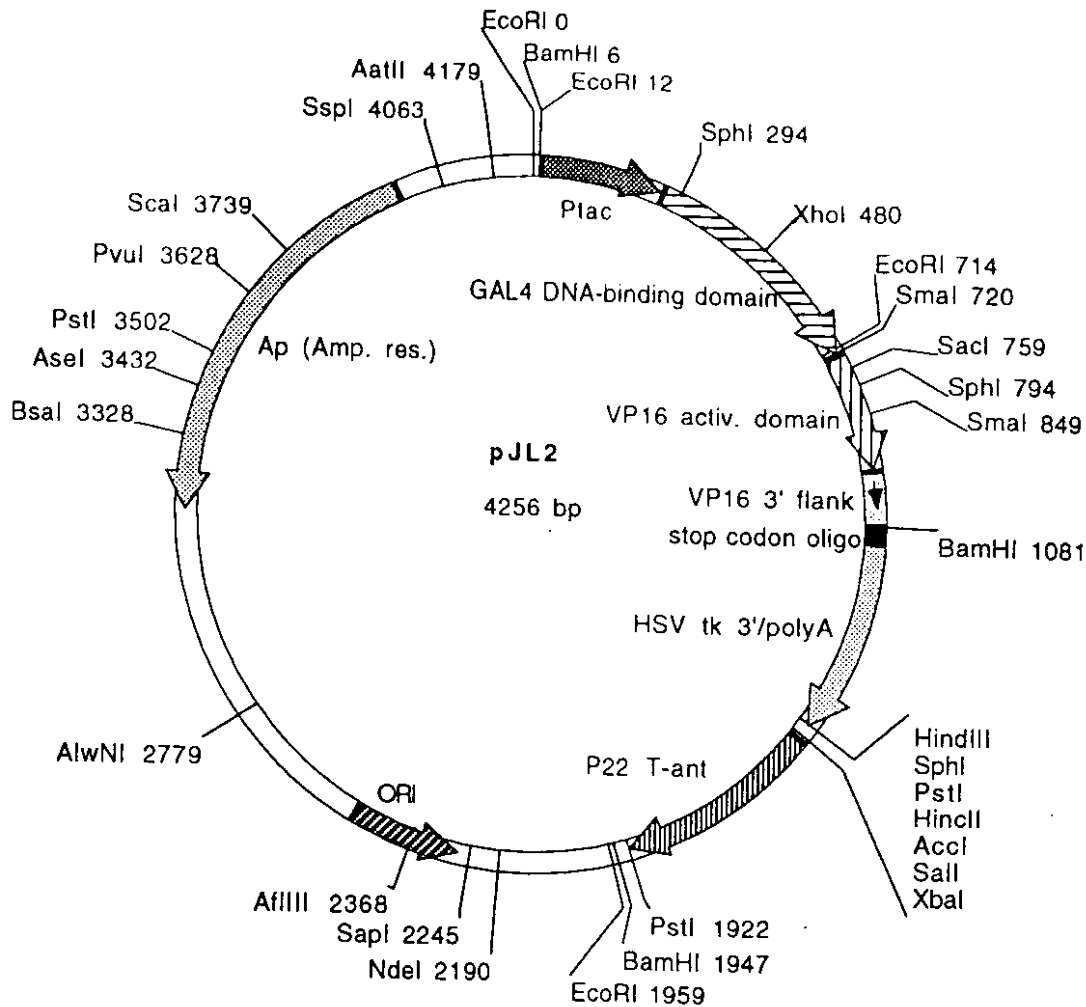 EcoRI 0
BamHI 6
EcoRI 12
AatII 4179
SspI 4063
SphI 294
ScaI 3739
Ptac
XhoI 480
PvuI 3628
EcoRI 714
GAL4 DNA-binding domain
SmaI 720
PstI 3502
Ap (Amp. res.)
SacI 759
AseI 3432
SphI 794
BsaI 3328
VP16 activ. domain
SmaI 849
pJL2
VP16 3' flank
4256 bp
stop codon oligo
BamHI 1081
HSV tk 3'/polyA
AlwNI 2779
P22 T-ant
HindIII
SphI
PstI
HincII
AccI
SalI
XbaI
ORI
AflIII 2368
SapI 2245
NdeI 2190
PstI 1922
BamHI 1947
EcoRI 1959